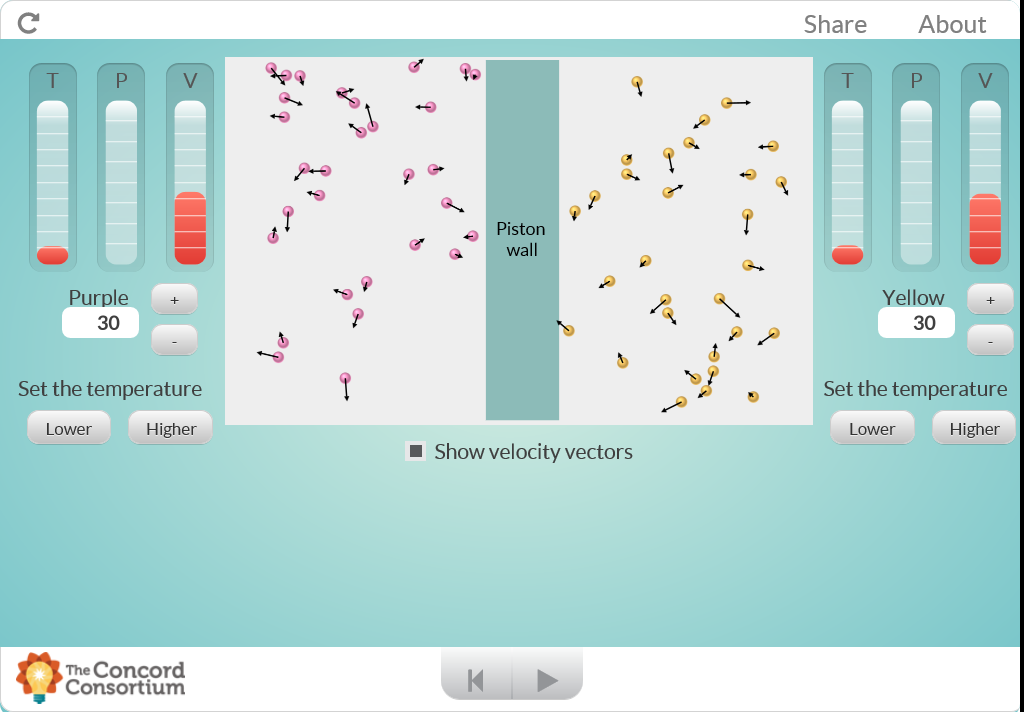 Share About
T P V
T P V
Piston
wall
Purple
30
+
-
Yellow
30
+
-
Set the temperature
Lower Higher
Set the temperature
Lower Higher
Show velocity vectors
The Concord
Consortium